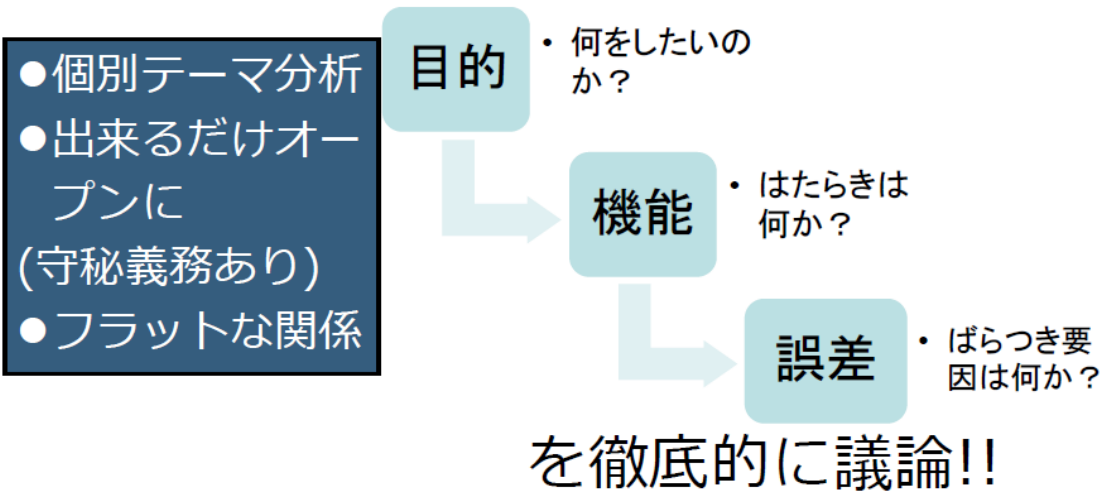 ●個別テーマ分析
●出来るだけオー
プンに
(守秘義務あり)
●フラットな関係
目的
・何をしたいの
か？
機能
・はたらきは
何か？
誤差
・ばらつき要
因は何か？
を徹底的に議論!!